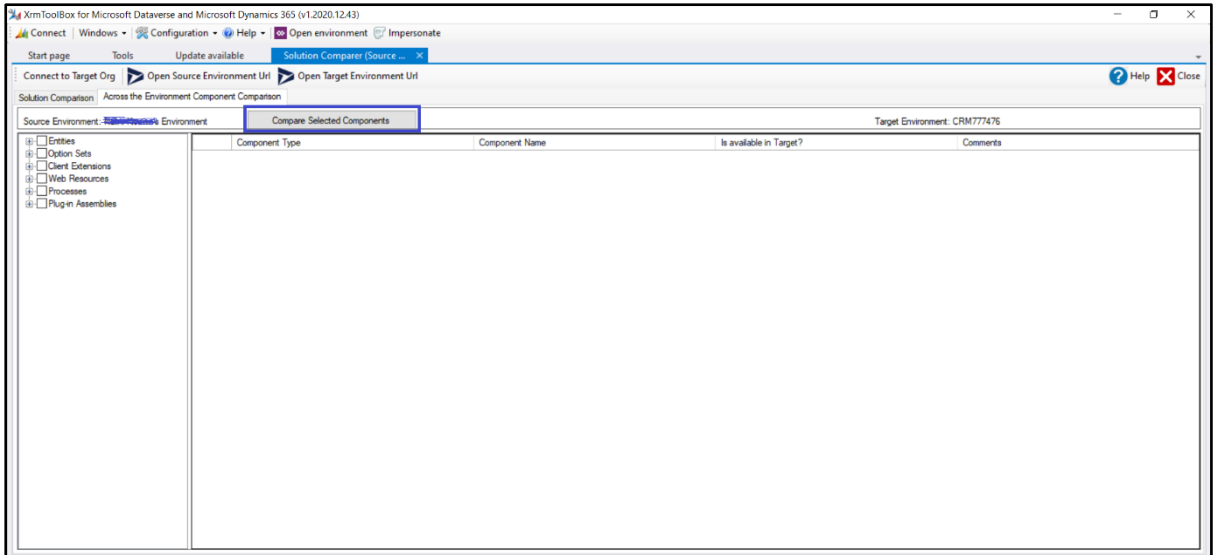 XrmToolBox for Microsoft Dataverse and Microsoft Dynamics 365 (v1.2020.12.43)
Connect Windows Configuration Help Open environment Impersonate
Start page Tools Update available Solution Comparer (Source ...
Connect to Target Org Open Source Environment Url Open Target Environment Url Help Close
Solution Comparison Across the Environment Component Comparison
Source Environment: Environment Compare Selected Components Target Environment: CRM777476
Component Type Component Name Is available in Target? Comments
Entities
Option Sets
Client Extensions
Web Resources
Processes
Plug-in Assemblies